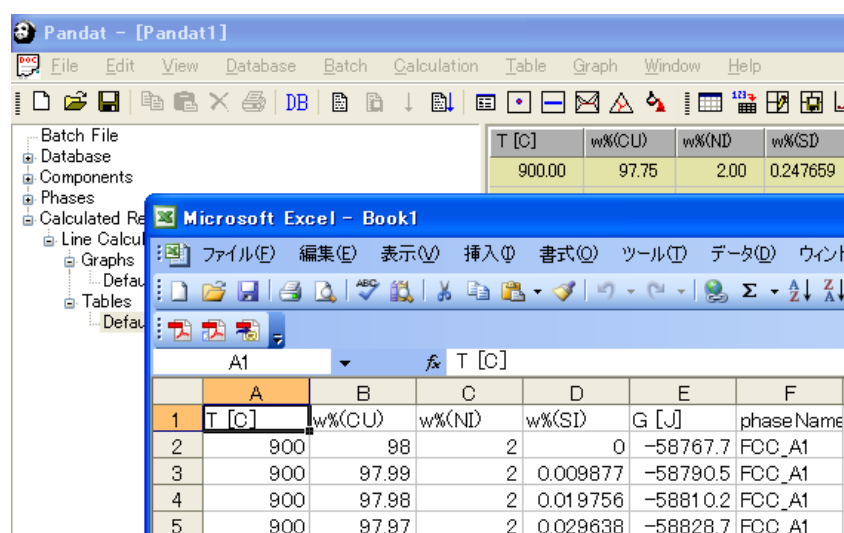 Pandat - [Pandat1]
File Edit View Database Batch Calculation Table Graph Window Help
DB
123
Batch File
Database
Components
Phases
Calculated Re
Line Calcul
Graphs
Defau
Tables
Defau
T [C] w%(CU) w%(NI) w%(SI)
900.00 97.75 2.00 0.247659
Microsoft Excel - Book1
ファイル(F) 編集(E) 表示(V) 挿入(I) 書式(O) ツール(T) データ(D) ウィン
ABC Σ A Z Z A
A1 fx T [C]
A B C D E F
1 T [C] w%(CU) w%(NI) w%(SI) G [J] phaseName
2 900 98 2 0 -58767.7 FCC_A1
3 900 97.99 2 0.009877 -58790.5 FCC_A1
4 900 97.98 2 0.019756 -58810.2 FCC_A1
5 900 97.97 2 0.029638 -58828.7 FCC_A1